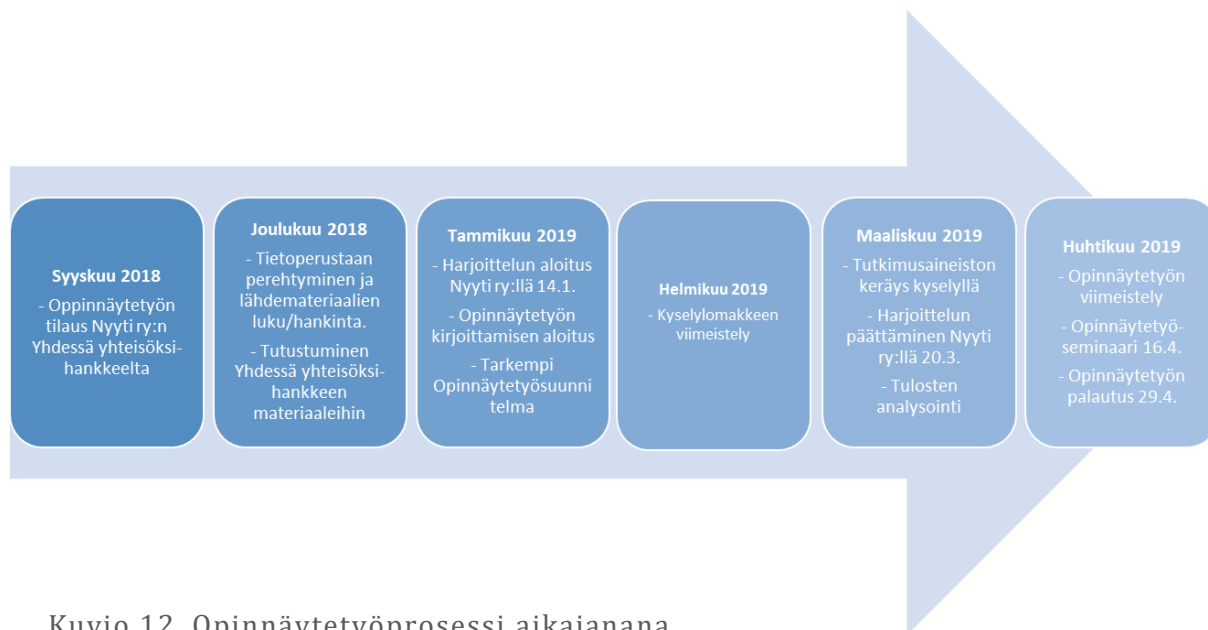 Syyskuu 2018
- Oppinnäytetyön
tilaus Nyyti ry:n
Yhdessä yhteisöksi-
hankkeelta
Joulukuu 2018
- Tietoperustaan
perehtyminen ja
lähdemateriaalien
luku/hankinta.
- Tutustuminen
Yhdessä yhteisöksi-
hankkeen
materiaaleihin
Tammikuu 2019
- Harjoittelun aloitus
Nyyti ry:llä 14.1.
- Opinnäytetyön
kirjoittamisen aloitus
- Tarkempi
Opinnäytetyösuunni
telma
Helmikuu 2019
- Kyselylomakkeen
viimeistely
Maaliskuu 2019
- Tutkimusaineiston
keräys kyselyllä
- Harjoittelun
päättäminen Nyyti
ry:llä 20.3.
- Tulosten
analysointi
Huhtikuu 2019
- Opinnäytetyön
viimeistely
- Opinnäytetyö-
seminaari 16.4.
- Opinnäytetyön
palautus 29.4.
Kuvio 12. Opinnäytetyöprosessi aikajanana